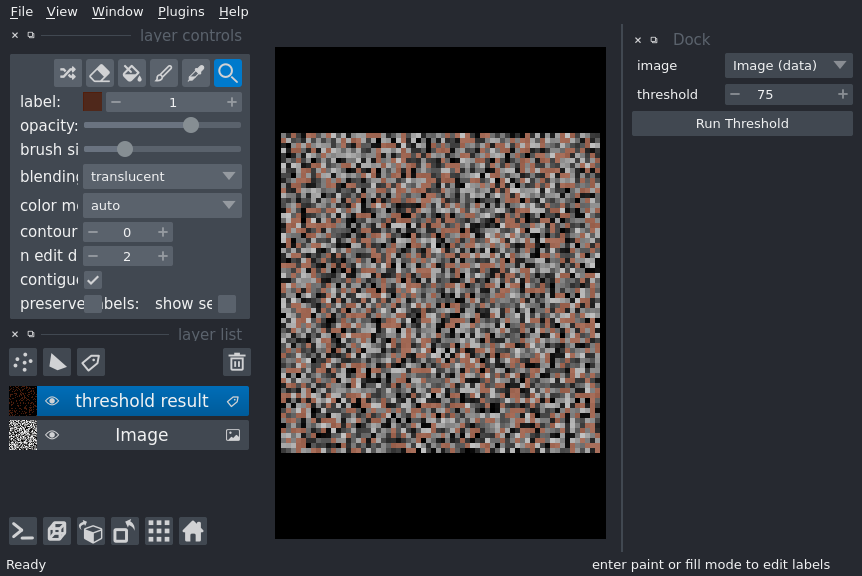 File View Window Plugins Help
layer controls
label: 1
opacity:
brush si
blending translucent
color m auto
contour 0
n edit d 2
contigu
preserve abels: show se
layer list
threshold result
Image
Ready
Dock
image Image (data)
threshold 75
Run Threshold
enter paint or fill mode to edit labels